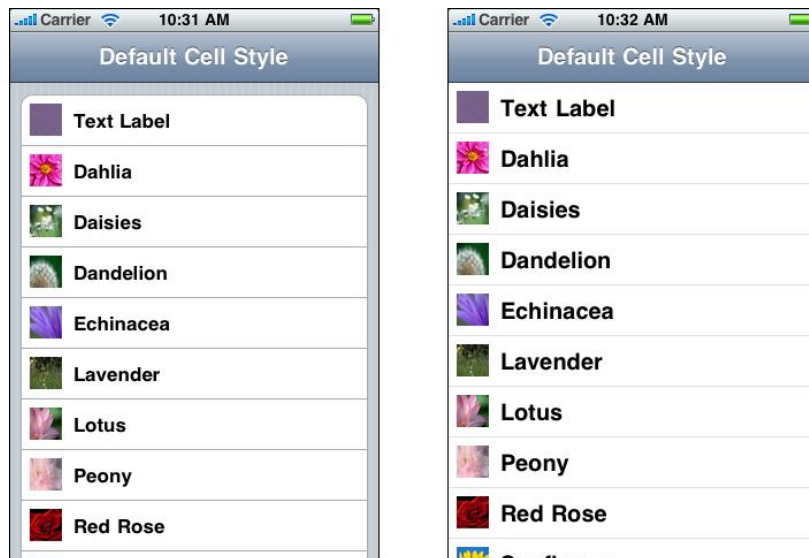 Carrier 10:31 AM
Default Cell Style
Text Label
Dahlia
Daisies
Dandelion
Echinacea
Lavender
Lotus
Peony
Red Rose
Carrier 10:32 AM
Default Cell Style
Text Label
Dahlia
Daisies
Dandelion
Echinacea
Lavender
Lotus
Peony
Red Rose